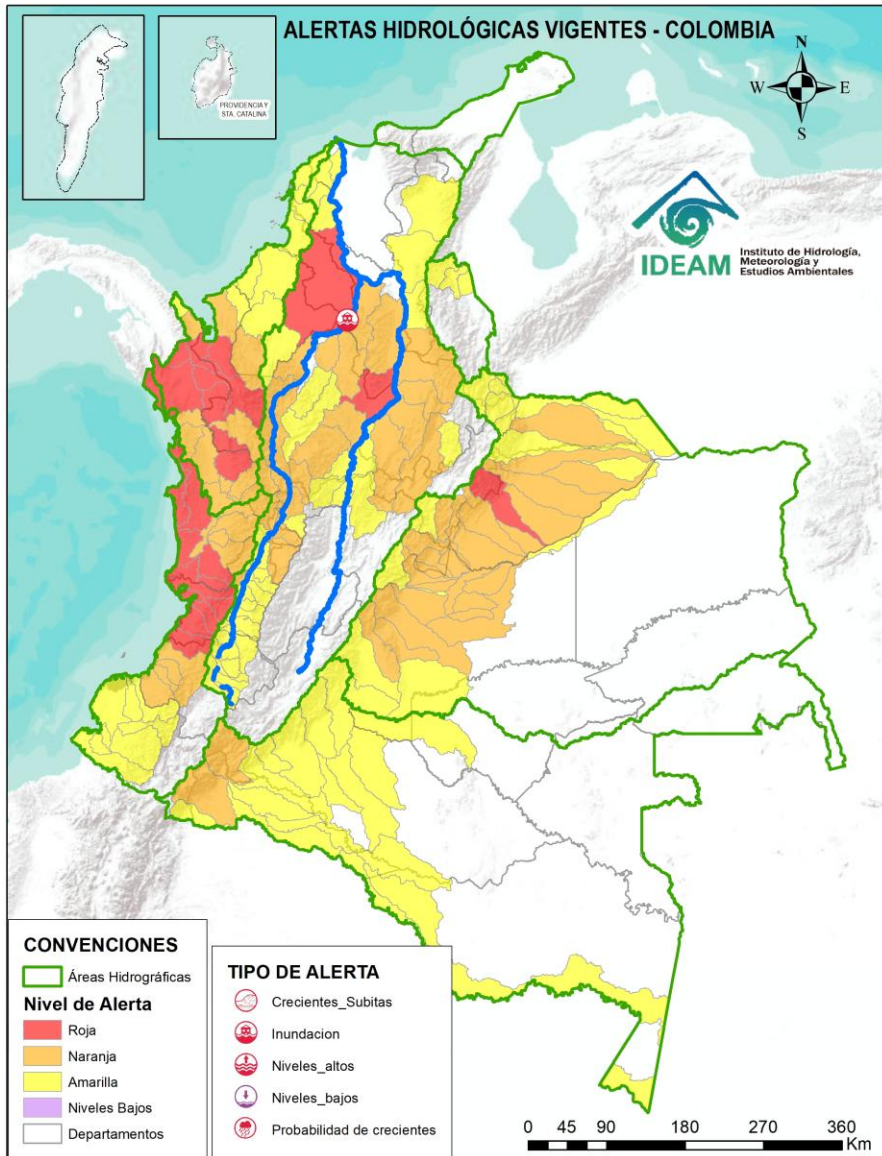 ALERTAS HIDROLÓGICAS VIGENTES - COLOMBIA
PROVIDENCIA Y
STA. CATALINA
N
W
E
S
IDEAM
Instituto de Hidrología,
Meteorología y
Estudios Ambientales
CONVENCIONES
Áreas Hidrográficas
Nivel de Alerta
Roja
Naranja
Amarilla
Niveles Bajos
Departamentos
TIPO DE ALERTA
Crecientes_Subitas
Inundacion
Niveles_altos
Niveles_bajos
Probabilidad de crecientes
0 45 90 180 270 360
Km